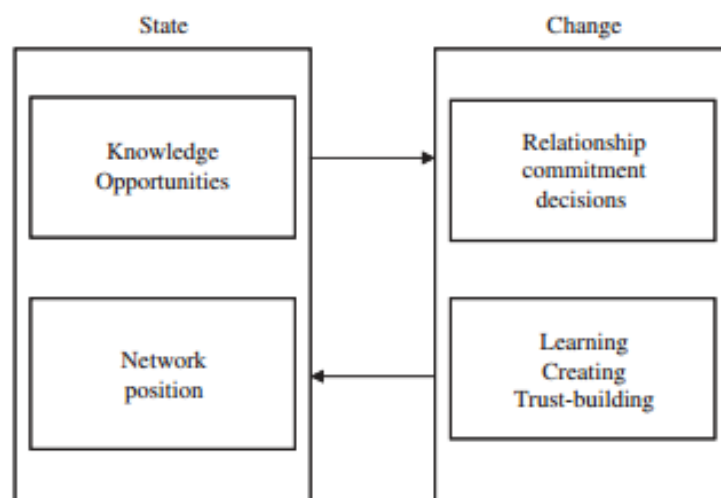 State
Change
Knowledge
Opportunities
Relationship
commitment
decisions
Network
position
Learning
Creating
Trust-building